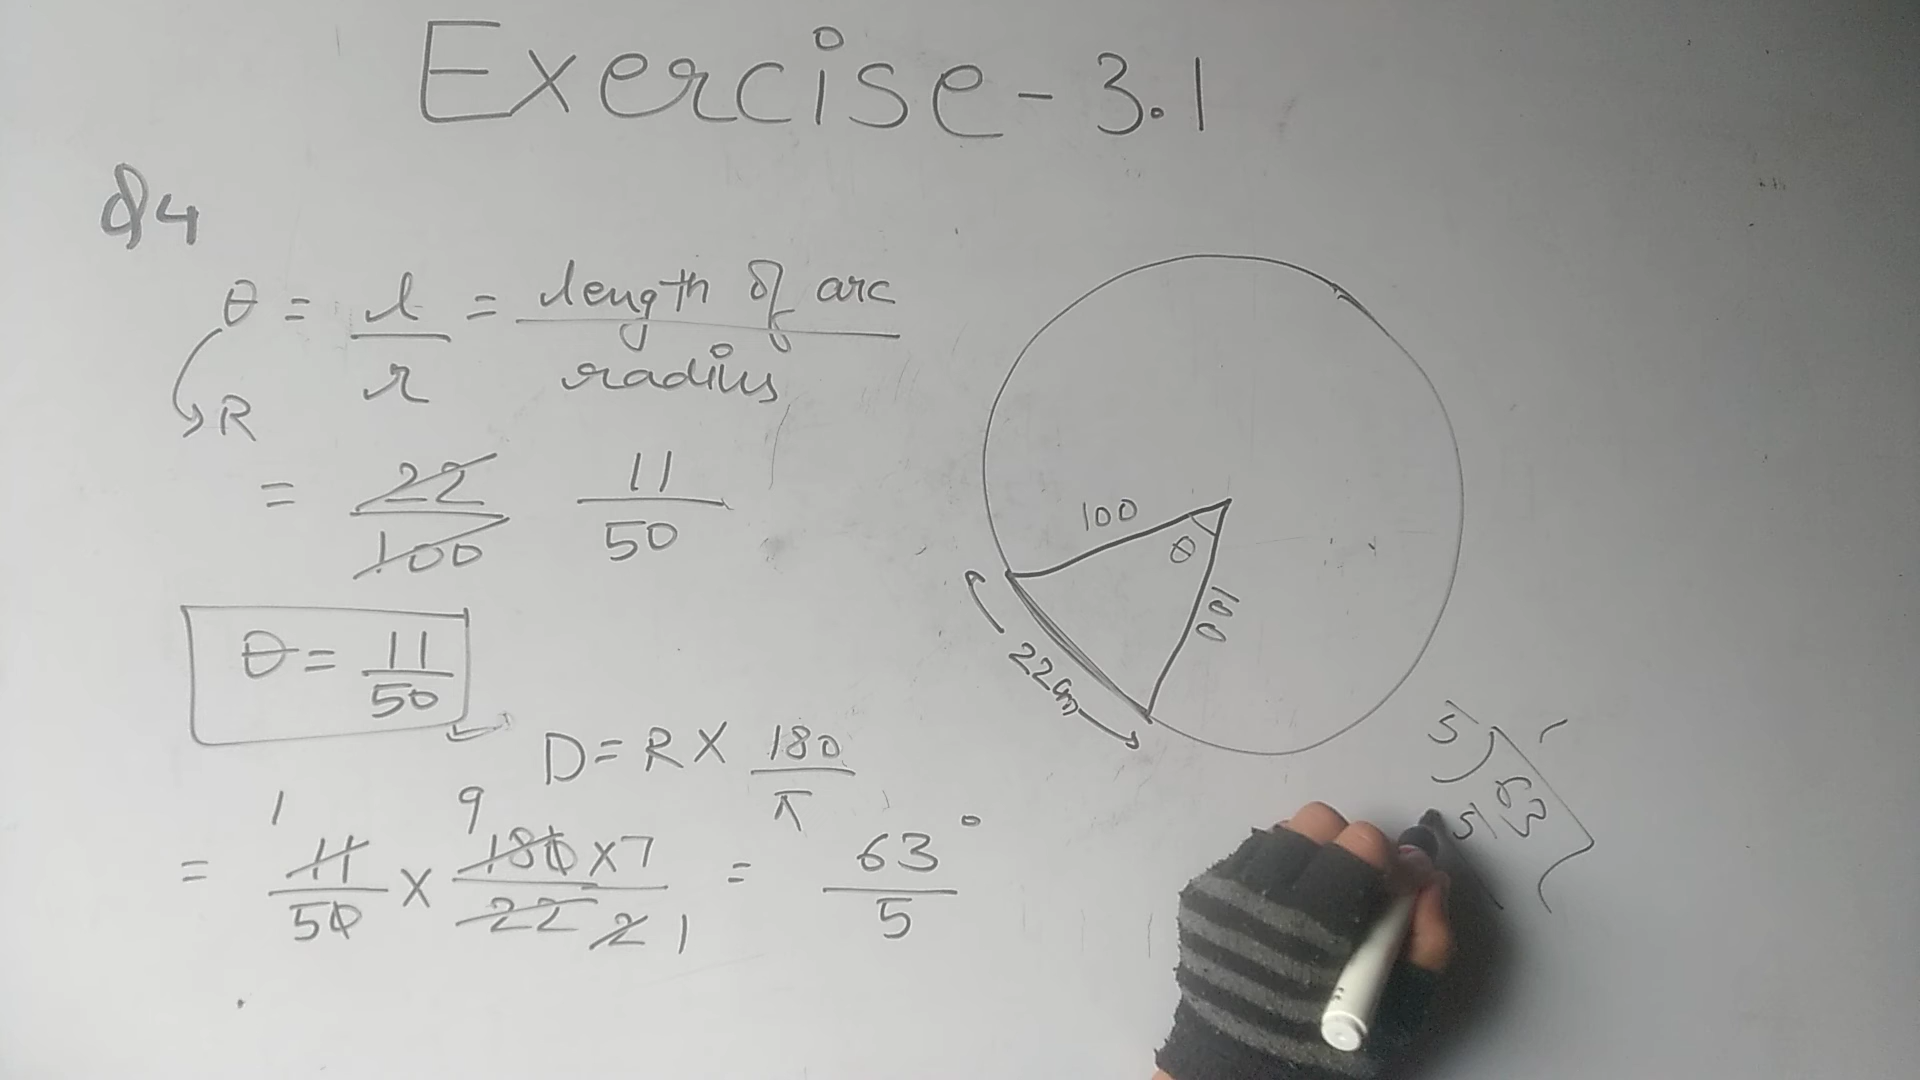 Exercise - 3.1
Q4
θ = l/r = length of arc/radius
R
= 22/100 11/50
θ = 11/50
D = R × 180/π
1 9
= 11/50 × 180×7/22 2 1 = 63°/5
100
θ
100
22cm
5) 63
5